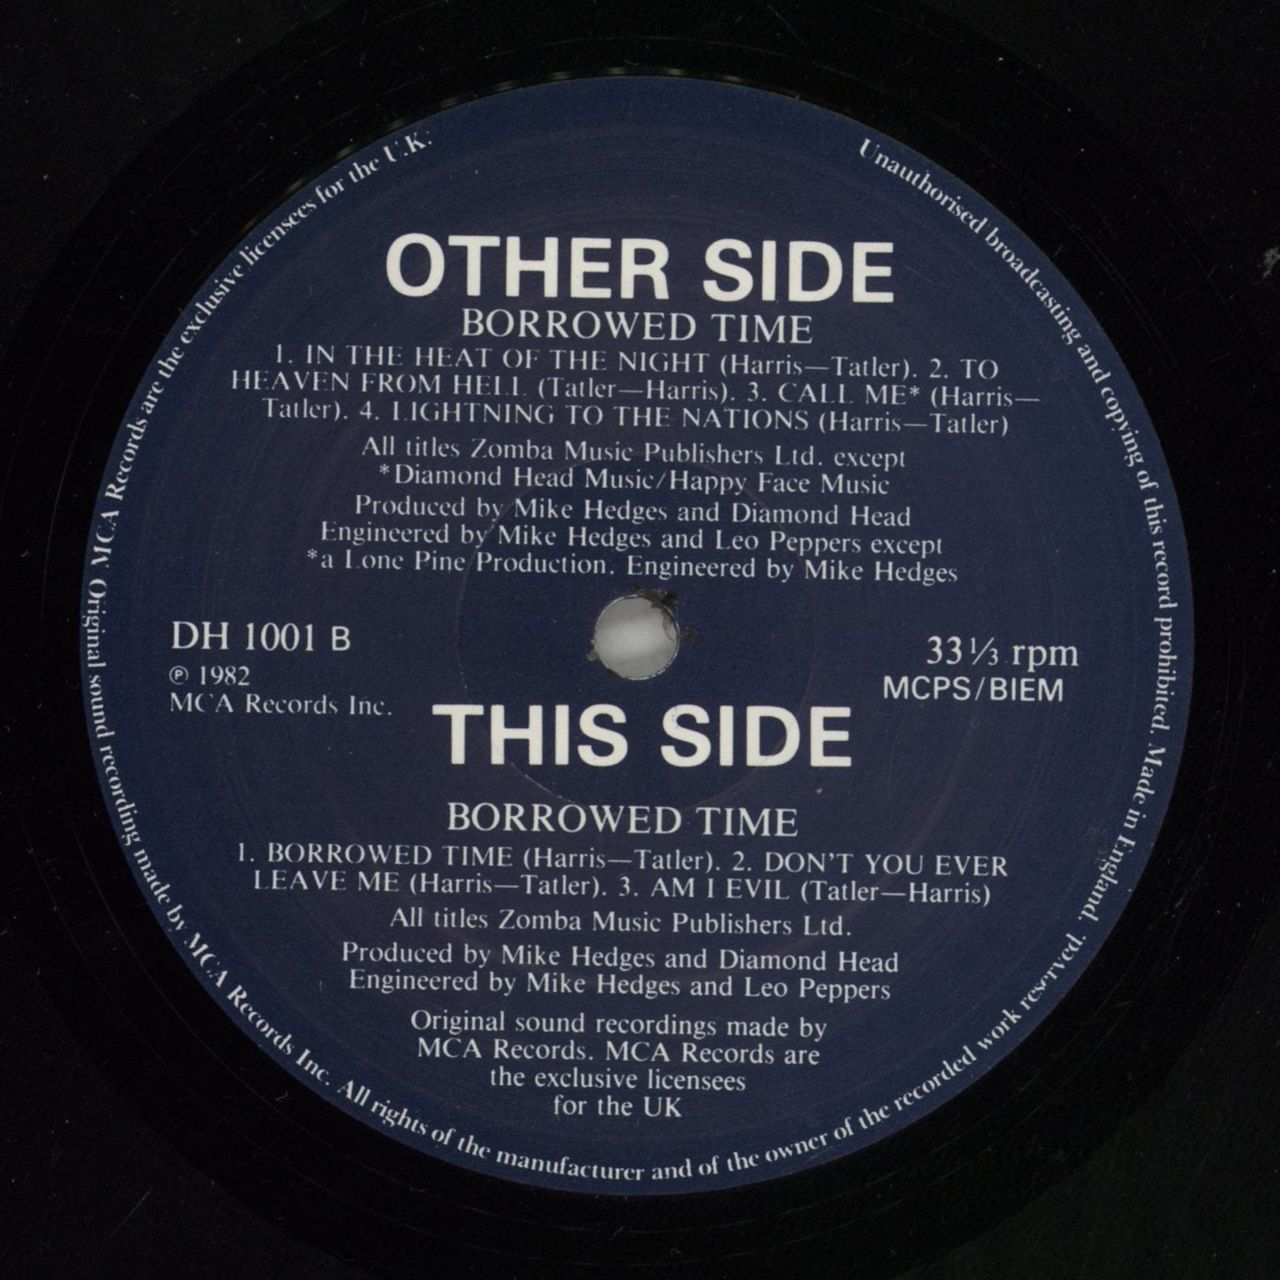 Original sound recording made by MCA Records Inc. All rights of the manufacturer and of the owner of the recorded work reserved.
Unauthorised broadcasting and copying of this record prohibited. Made in England.
MCA Records are the exclusive licensees for the U.K.
OTHER SIDE
BORROWED TIME
1. IN THE HEAT OF THE NIGHT (Harris—Tatler). 2. TO
HEAVEN FROM HELL (Tatler—Harris). 3. CALL ME* (Harris—
Tatler). 4. LIGHTNING TO THE NATIONS (Harris—Tatler)
All titles Zomba Music Publishers Ltd. except
*Diamond Head Music/Happy Face Music
Produced by Mike Hedges and Diamond Head
Engineered by Mike Hedges and Leo Peppers except
*a Lone Pine Production. Engineered by Mike Hedges
DH 1001 B
℗ 1982
MCA Records Inc.
33⅓ rpm
MCPS/BIEM
THIS SIDE
BORROWED TIME
1. BORROWED TIME (Harris—Tatler). 2. DON'T YOU EVER
LEAVE ME (Harris—Tatler). 3. AM I EVIL (Tatler—Harris)
All titles Zomba Music Publishers Ltd.
Produced by Mike Hedges and Diamond Head
Engineered by Mike Hedges and Leo Peppers
Original sound recordings made by
MCA Records. MCA Records are
the exclusive licensees
for the UK